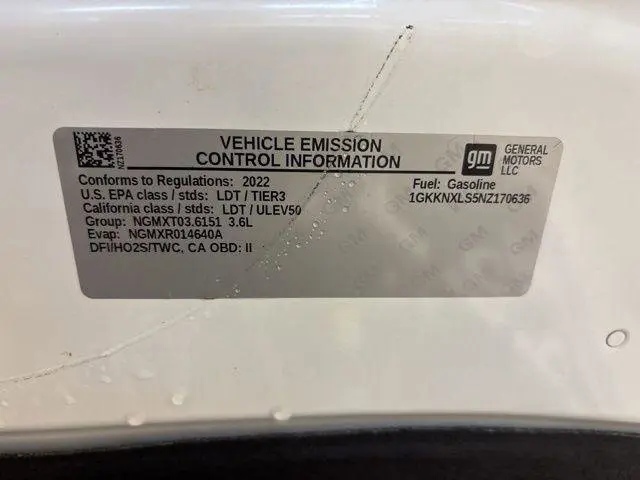 NZ170636
VEHICLE EMISSION
CONTROL INFORMATION
gm
GENERAL
MOTORS
LLC
Conforms to Regulations: 2022
U.S. EPA class / stds: LDT / TIER3
California class / stds: LDT / ULEV50
Group: NGMXT03.6151 3.6L
Evap: NGMXR014640A
DFI/HO2S/TWC, CA OBD: II
Fuel: Gasoline
1GKKNXLS5NZ170636